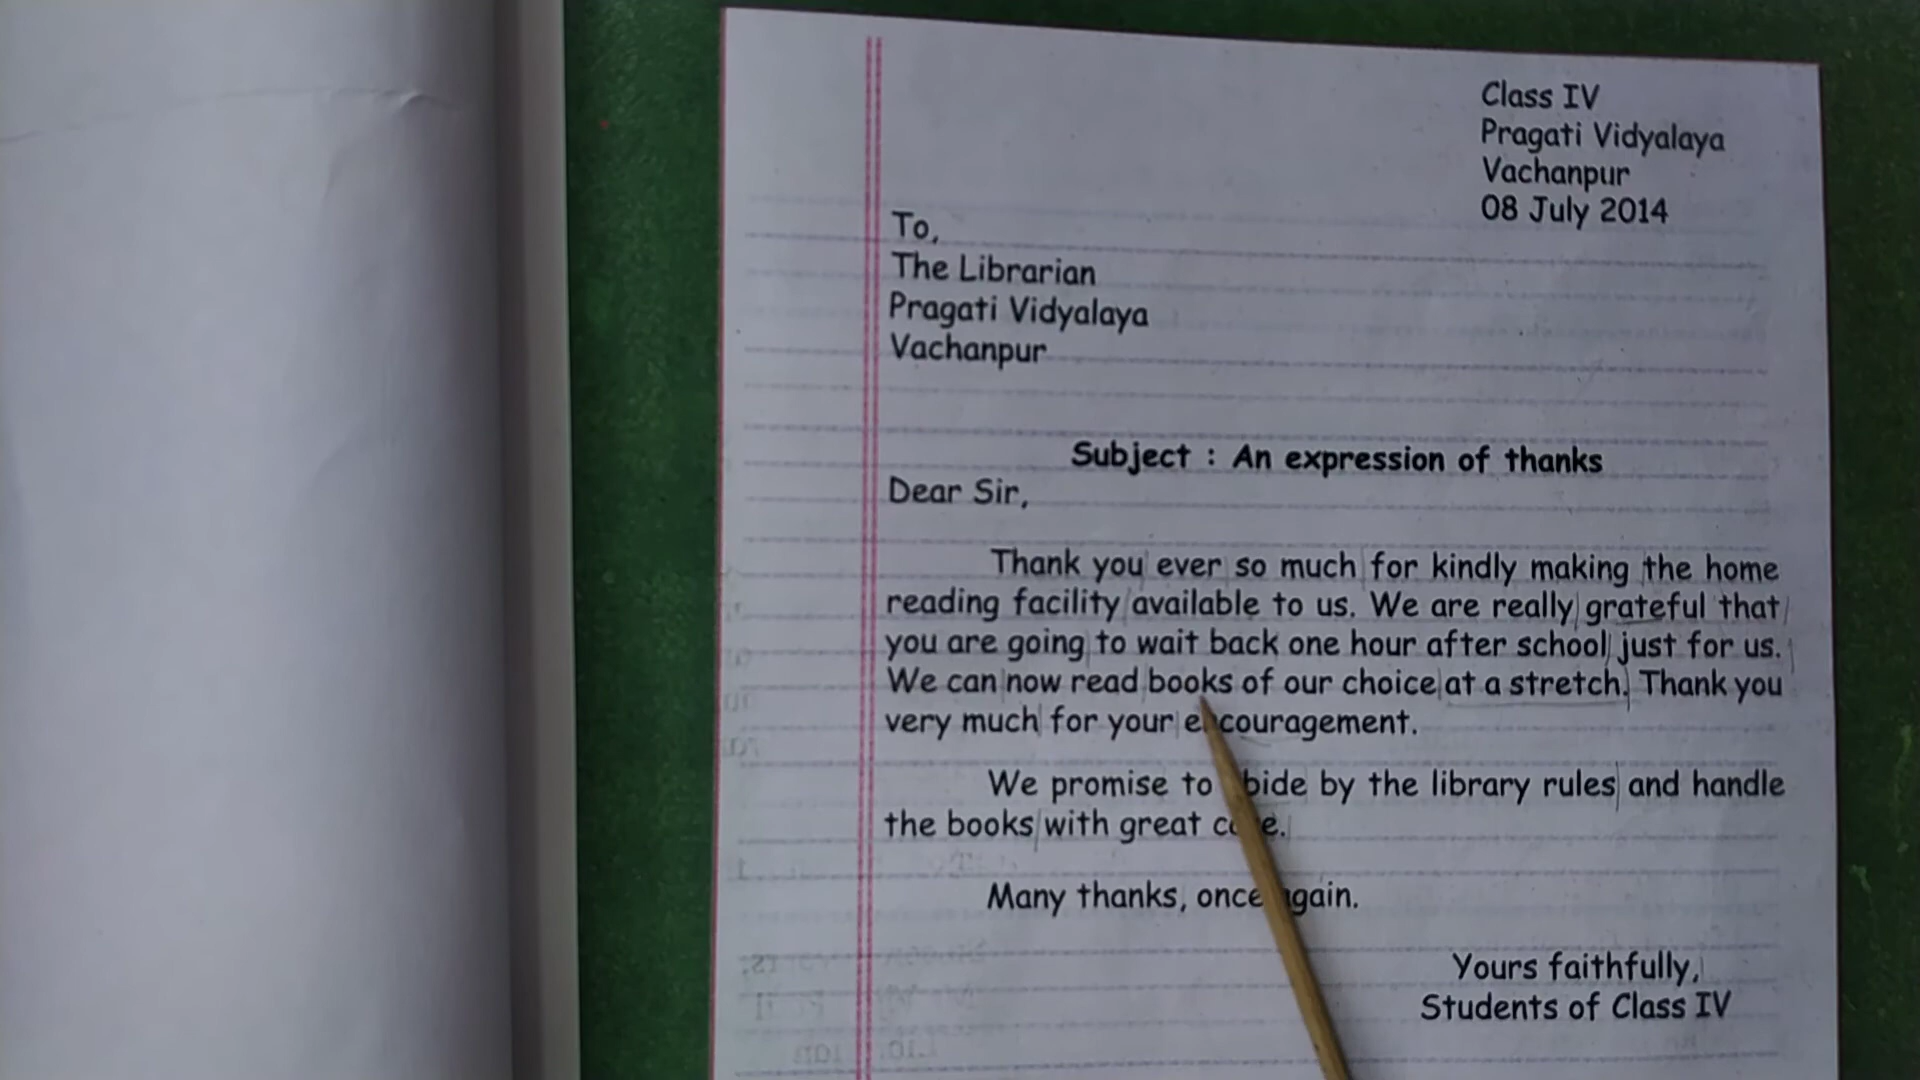 Class IV
Pragati Vidyalaya
Vachanpur
08 July 2014
To,
The Librarian
Pragati Vidyalaya
Vachanpur
Subject : An expression of thanks
Dear Sir,
Thank you ever so much for kindly making the home
reading facility available to us. We are really grateful that
you are going to wait back one hour after school just for us.
We can now read books of our choice at a stretch. Thank you
very much for your encouragement.
We promise to abide by the library rules and handle
the books with great care.
Many thanks, once again.
Yours faithfully,
Students of Class IV